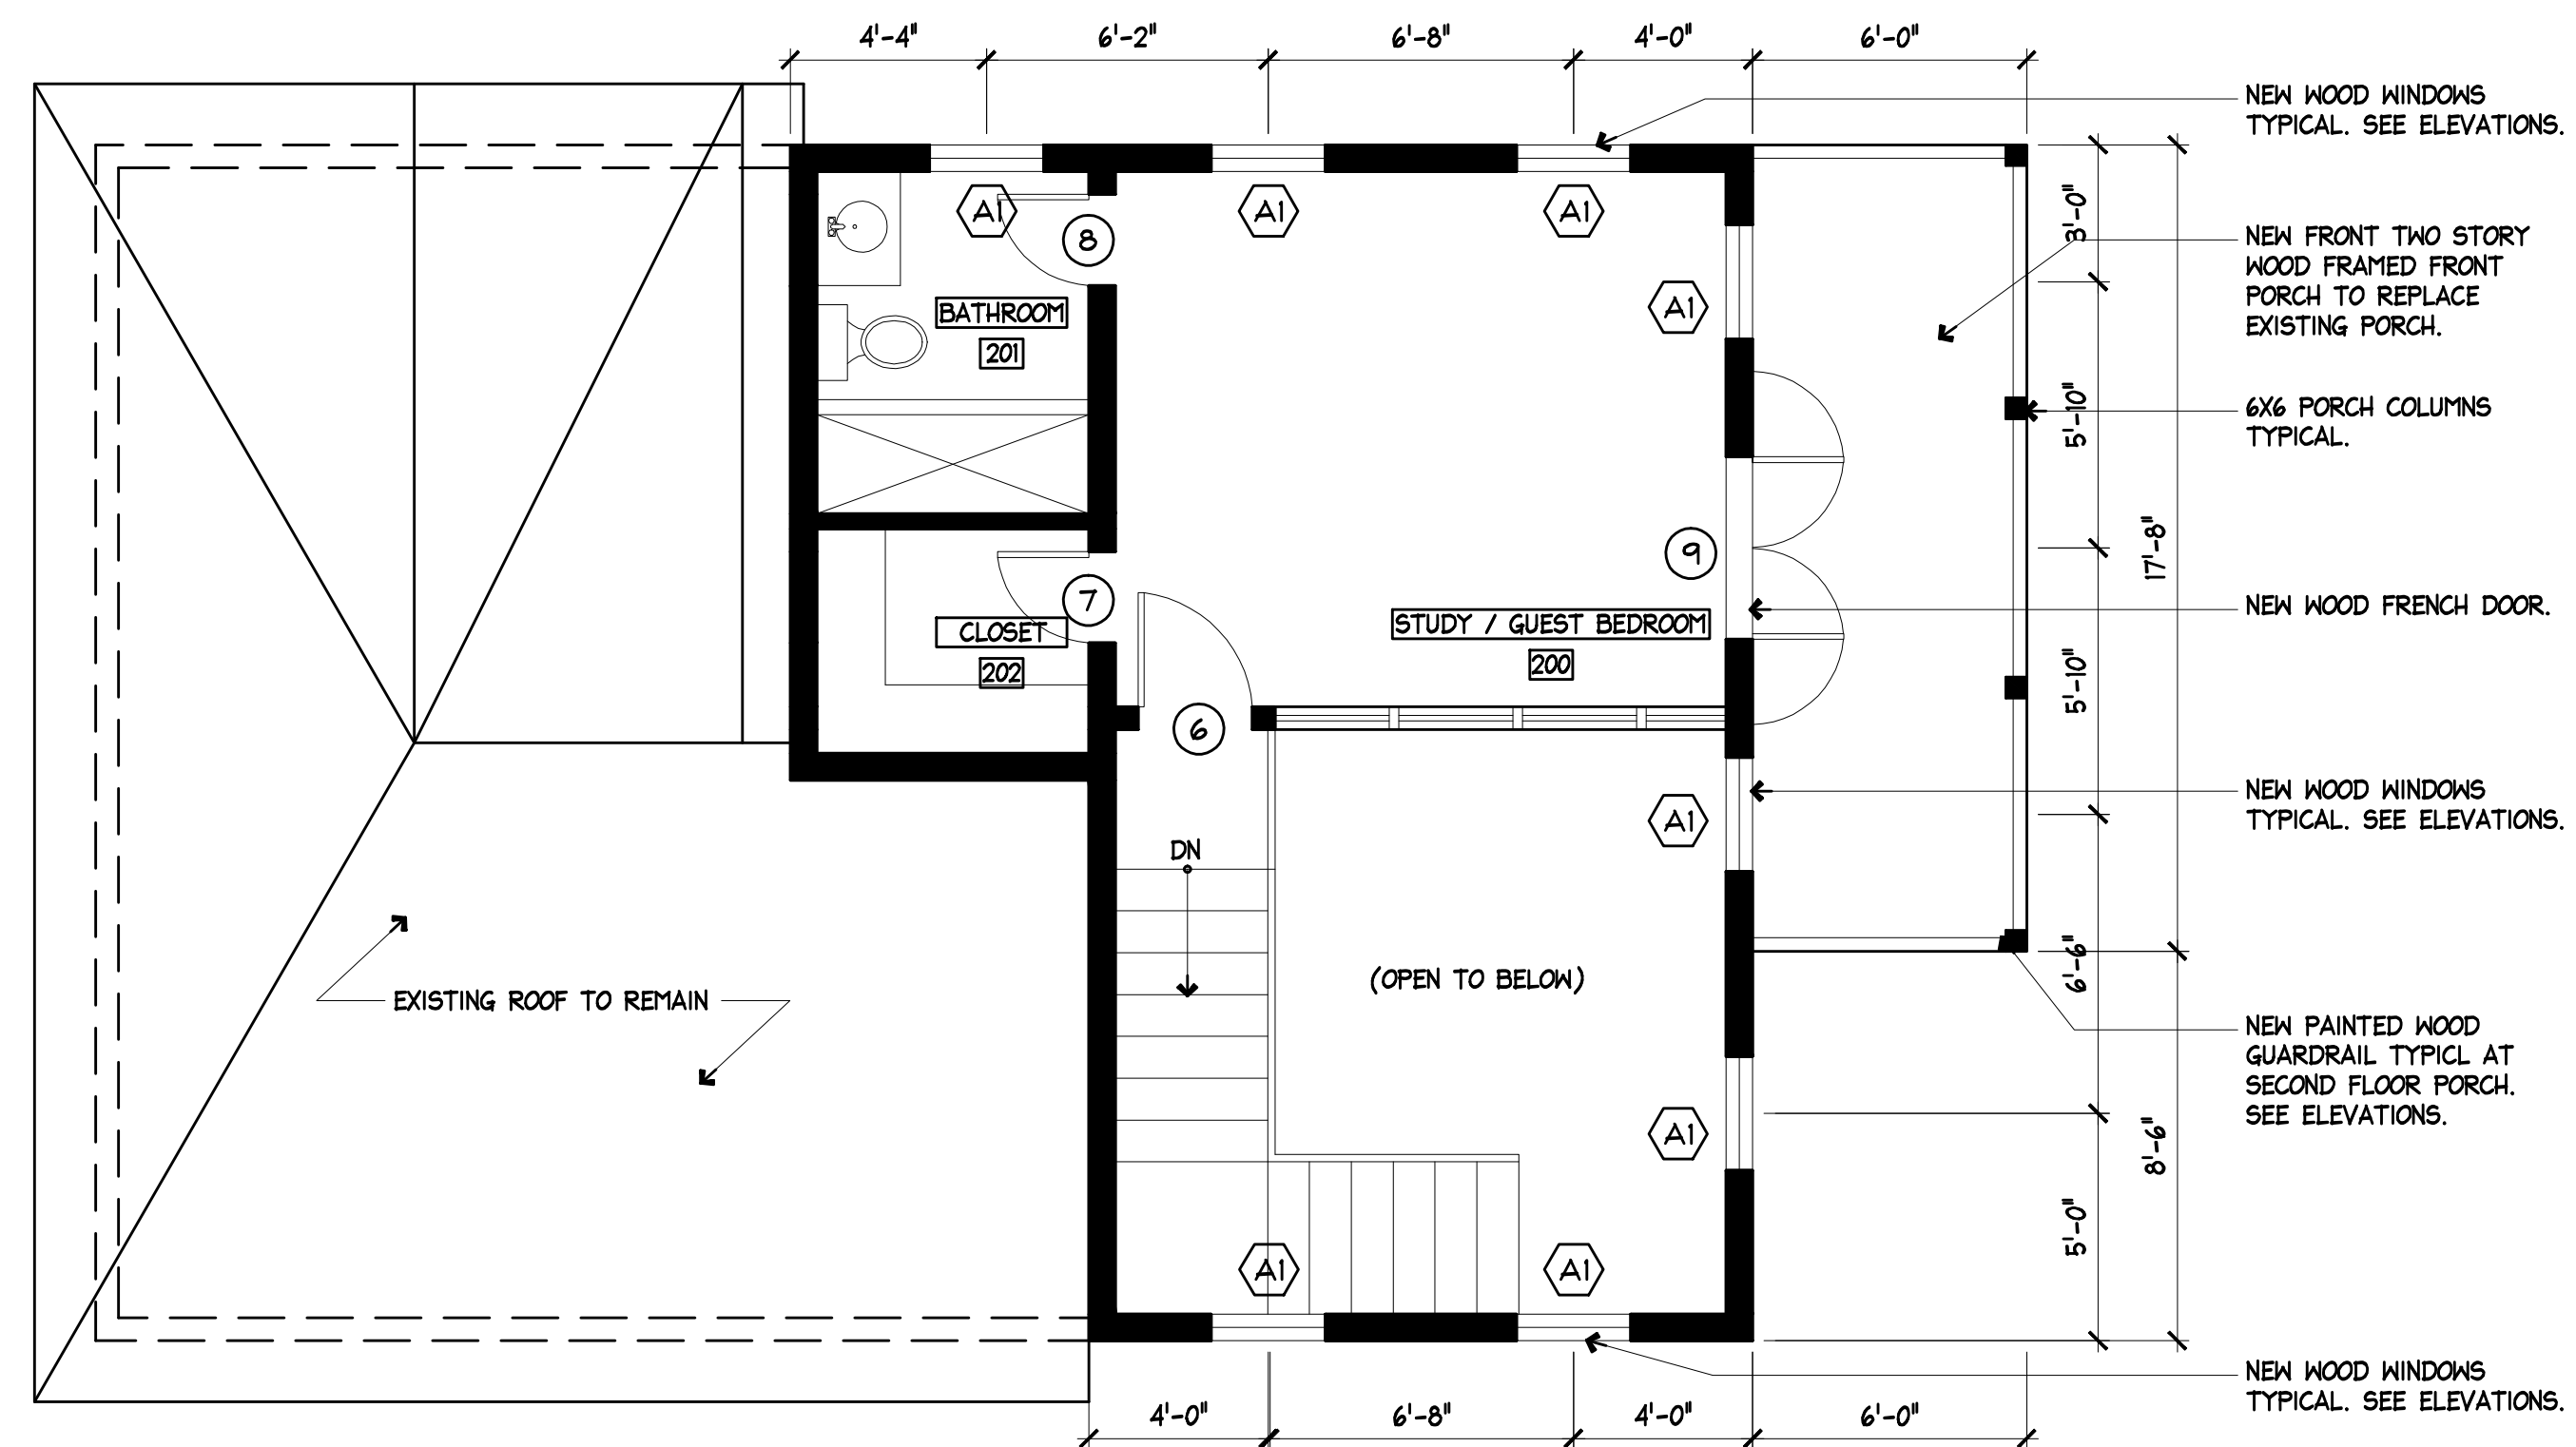 4'-4"
6'-2"
6'-8"
4'-0"
6'-0"
NEW WOOD WINDOWS
TYPICAL. SEE ELEVATIONS.
A1
A1
A1
8
3'-0"
NEW FRONT TWO STORY
WOOD FRAMED FRONT
PORCH TO REPLACE
EXISTING PORCH.
BATHROOM
201
A1
5'-10"
6X6 PORCH COLUMNS
TYPICAL.
17'-8"
9
7
NEW WOOD FRENCH DOOR.
CLOSET
202
STUDY / GUEST BEDROOM
200
5'-10"
6
NEW WOOD WINDOWS
TYPICAL. SEE ELEVATIONS.
A1
DN
(OPEN TO BELOW)
6'-6"
EXISTING ROOF TO REMAIN
NEW PAINTED WOOD
GUARDRAIL TYPICL AT
SECOND FLOOR PORCH.
SEE ELEVATIONS.
A1
8'-6"
5'-0"
A1
A1
NEW WOOD WINDOWS
TYPICAL. SEE ELEVATIONS.
4'-0"
6'-8"
4'-0"
6'-0"